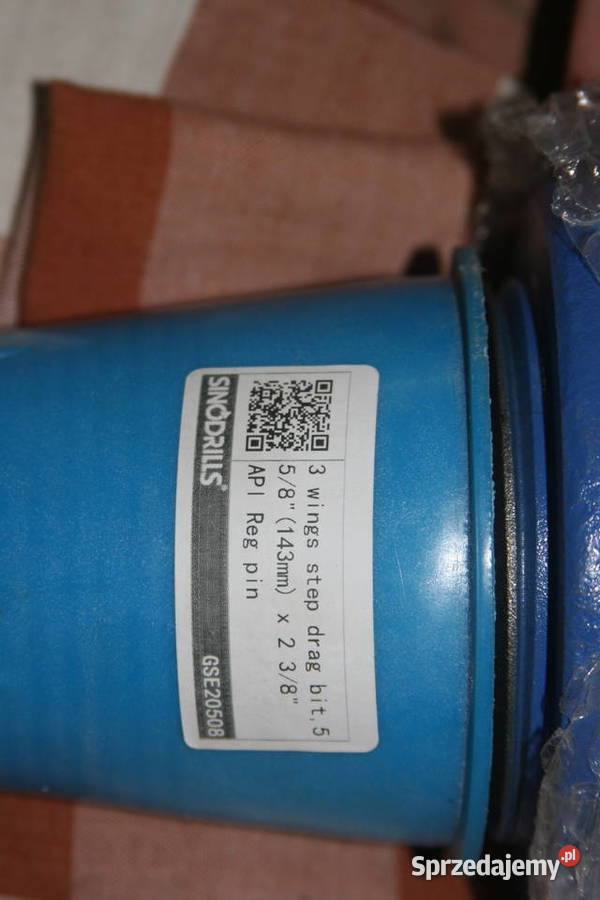 3 wings step drag bit, 5
5/8"(143mm) x 2 3/8"
API Reg pin
SINODRILLS® GSE20508
Sprzedajemy.pl